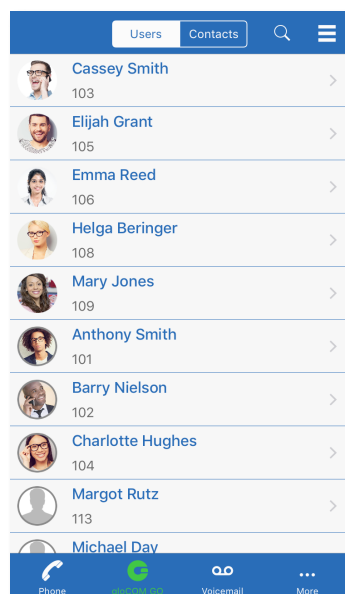 Users Contacts
Cassey Smith
103
Elijah Grant
105
Emma Reed
106
Helga Beringer
108
Mary Jones
109
Anthony Smith
101
Barry Nielson
102
Charlotte Hughes
104
Margot Rutz
113
Michael Day
Phone Voicemail More